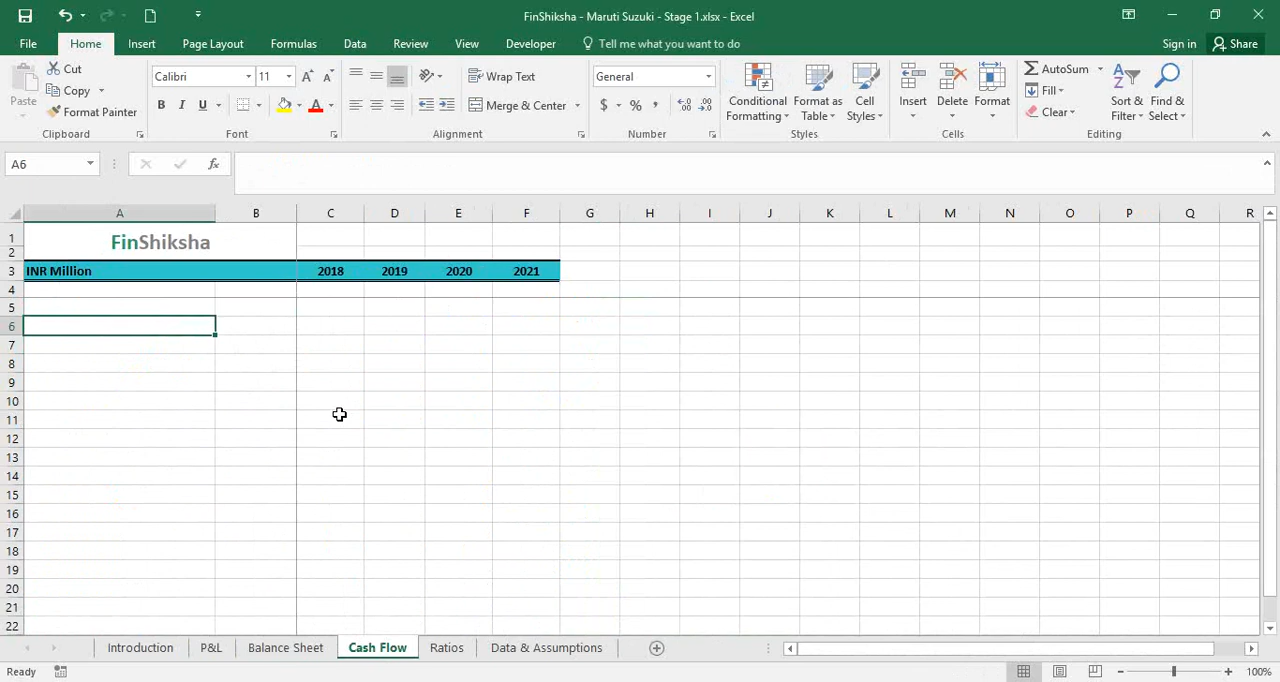 FinShiksha - Maruti Suzuki - Stage 1.xlsx - Excel
File Home Insert Page Layout Formulas Data Review View Developer Tell me what you want to do Sign in Share
Paste Cut Copy Format Painter Clipboard
Calibri 11 B I U A Font
Wrap Text Merge & Center Alignment
General $ % , Number
Conditional Formatting Format as Table Cell Styles Styles
Insert Delete Format Cells
AutoSum Fill Clear Sort & Filter Find & Select Editing
A6 fx
A B C D E F G H I J K L M N O P Q R
1 FinShiksha
2
3 INR Million 2018 2019 2020 2021
4
5
6
7
8
9
10
11
12
13
14
15
16
17
18
19
20
21
22
Introduction P&L Balance Sheet Cash Flow Ratios Data & Assumptions
Ready 100%